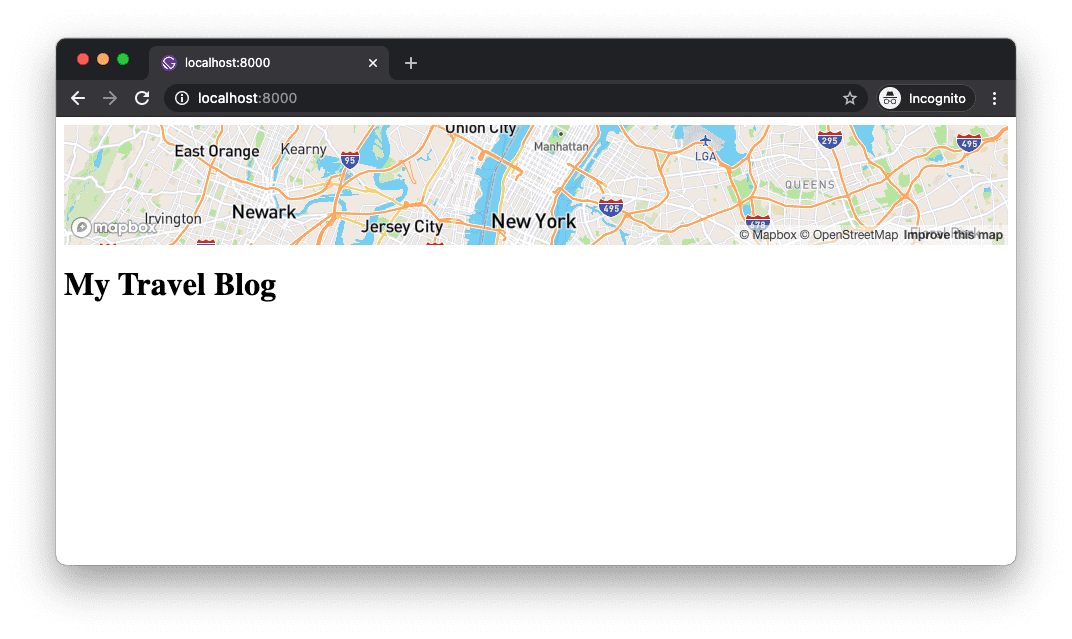 localhost:8000
localhost:8000
Incognito
Union City
Manhattan
East Orange
Kearny
95
LGA
295
495
QUEENS
Irvington
Newark
Jersey City
New York
495
mapbox
© Mapbox © OpenStreetMap Improve this map
My Travel Blog